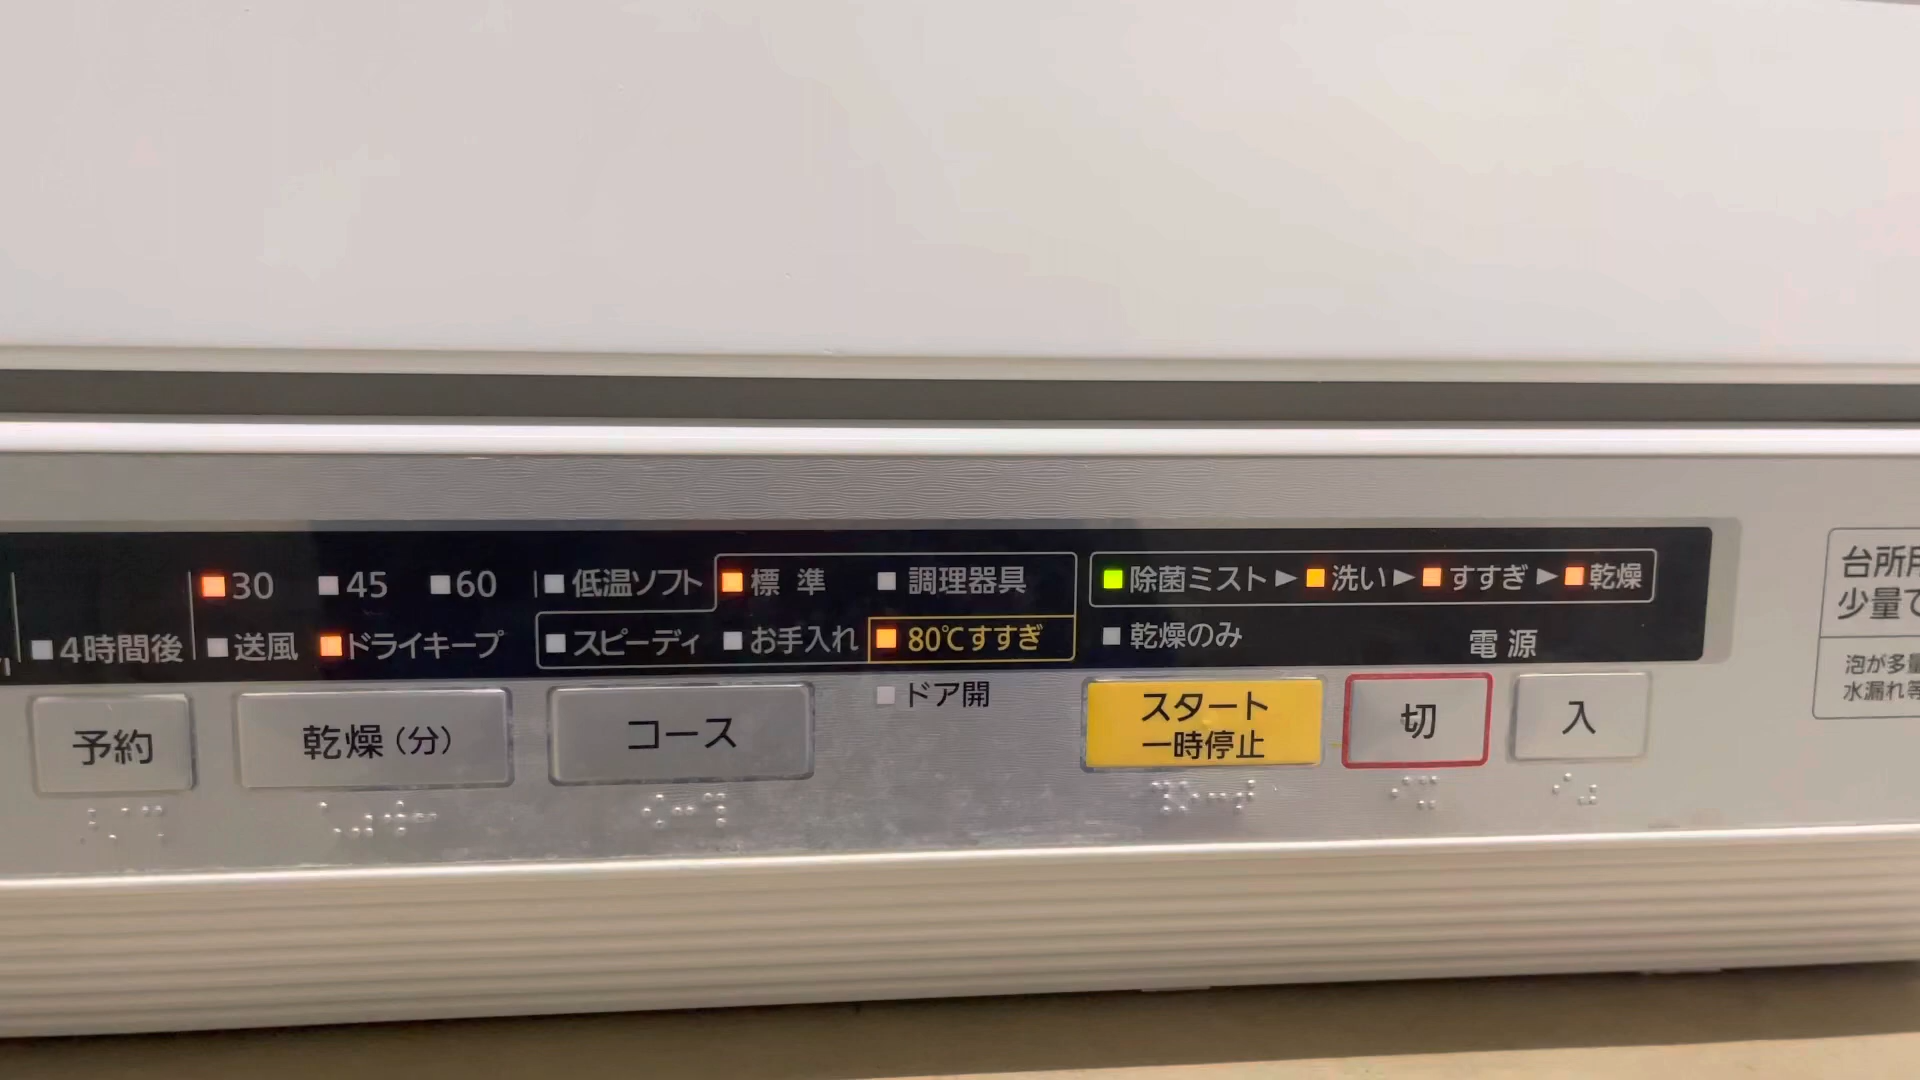 30 45 60 低温ソフト 標準 調理器具 除菌ミスト▶洗い▶すすぎ▶乾燥
4時間後 送風 ドライキープ スピーディ お手入れ 80℃すすぎ 乾燥のみ 電源
ドア開
予約 乾燥(分) コース スタート 切 入
一時停止
台所用
少量で
泡が多量
水漏れ等